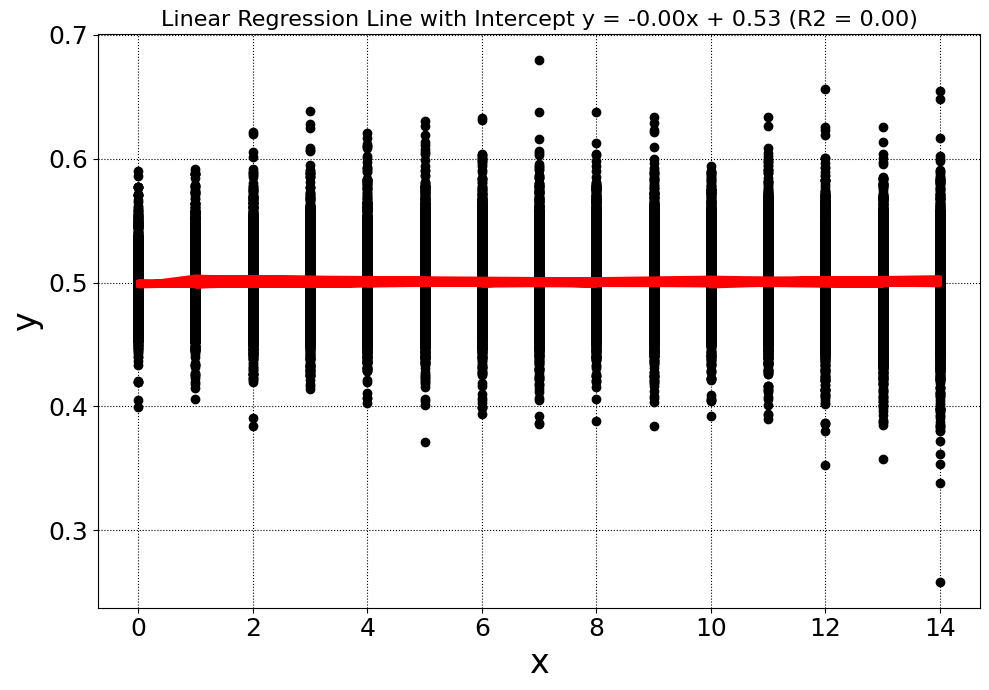 Linear Regression Line with Intercept y = -0.00x + 0.53 (R2 = 0.00)
0.7
0.6
0.5
0.4
0.3
y
0 2 4 6 8 10 12 14
x